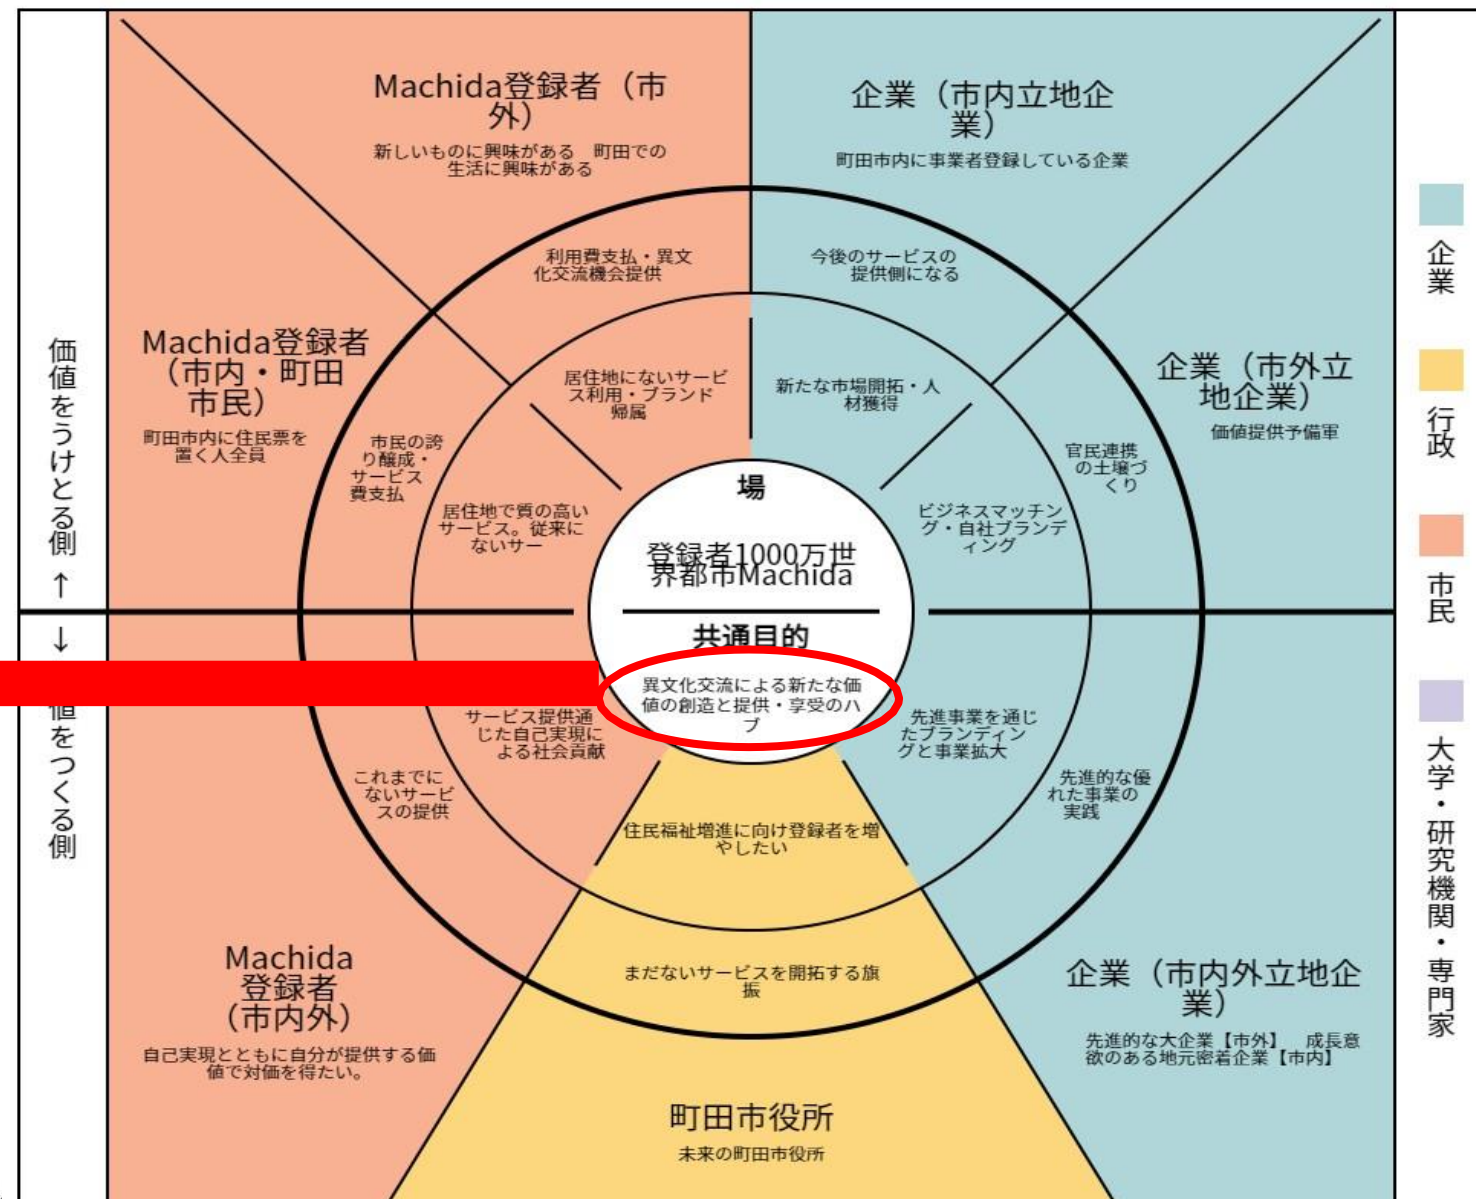 Machida登録者（市
外）
新しいものに興味がある　町田での
生活に興味がある
企業（市内立地企
業）
町田市内に事業者登録している企業
利用費支払・異文
化交流機会提供
今後のサービスの
提供側になる
Machida登録者
（市内・町田
市民）
町田市内に住民票を
置く人全員
企業（市外立
地企業）
価値提供予備軍
居住地にないサービ
ス利用・ブランド
帰属
新たな市場開拓・人
材獲得
市民の誇
り醸成・
サービス
費支払
官民連携
の土壌づ
くり
居住地で質の高い
サービス。従来に
ないサー
ビジネスマッチン
グ・自社ブランデ
ィング
場
登録者1000万世
界都市Machida
共通目的
異文化交流による新たな価
値の創造と提供・享受のハ
ブ
サービス提供通
じた自己実現に
よる社会貢献
先進事業を通じ
たブランディン
グと事業拡大
これまでに
ないサービ
スの提供
先進的な優
れた事業の
実践
住民福祉増進に向け登録者を増
やしたい
まだないサービスを開拓する旗
振
Machida
登録者
（市内外）
自己実現とともに自分が提供する価
値で対価を得たい。
企業（市内外立地企
業）
先進的な大企業【市外】　成長意
欲のある地元密着企業【市内】
町田市役所
未来の町田市役所
価値をうけとる側 ↑
↓ 値をつくる側
企業
行政
市民
大学・研究機関・専門家